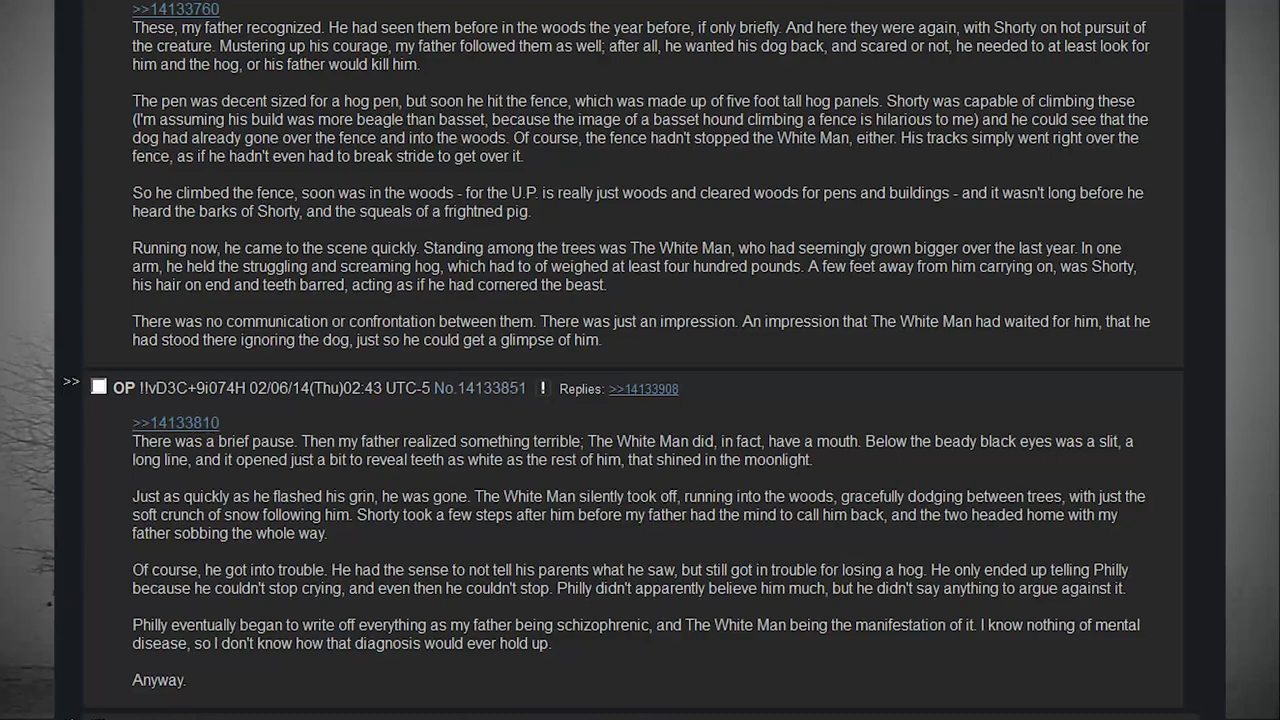 >>14133760
These, my father recognized. He had seen them before in the woods the year before, if only briefly. And here they were again, with Shorty on hot pursuit of
the creature. Mustering up his courage, my father followed them as well; after all, he wanted his dog back, and scared or not, he needed to at least look for
him and the hog, or his father would kill him.
The pen was decent sized for a hog pen, but soon he hit the fence, which was made up of five foot tall hog panels. Shorty was capable of climbing these
(I'm assuming his build was more beagle than basset, because the image of a basset hound climbing a fence is hilarious to me) and he could see that the
dog had already gone over the fence and into the woods. Of course, the fence hadn't stopped the White Man, either. His tracks simply went right over the
fence, as if he hadn't even had to break stride to get over it.
So he climbed the fence, soon was in the woods - for the U.P. is really just woods and cleared woods for pens and buildings - and it wasn't long before he
heard the barks of Shorty, and the squeals of a frightned pig.
Running now, he came to the scene quickly. Standing among the trees was The White Man, who had seemingly grown bigger over the last year. In one
arm, he held the struggling and screaming hog, which had to of weighed at least four hundred pounds. A few feet away from him carrying on, was Shorty,
his hair on end and teeth barred, acting as if he had cornered the beast.
There was no communication or confrontation between them. There was just an impression. An impression that The White Man had waited for him, that he
had stood there ignoring the dog, just so he could get a glimpse of him.
>> OP !!vD3C+9i074H 02/06/14(Thu)02:43 UTC-5 No.14133851 ! Replies: >>14133908
>>14133810
There was a brief pause. Then my father realized something terrible; The White Man did, in fact, have a mouth. Below the beady black eyes was a slit, a
long line, and it opened just a bit to reveal teeth as white as the rest of him, that shined in the moonlight.
Just as quickly as he flashed his grin, he was gone. The White Man silently took off, running into the woods, gracefully dodging between trees, with just the
soft crunch of snow following him. Shorty took a few steps after him before my father had the mind to call him back, and the two headed home with my
father sobbing the whole way.
Of course, he got into trouble. He had the sense to not tell his parents what he saw, but still got in trouble for losing a hog. He only ended up telling Philly
because he couldn't stop crying, and even then he couldn't stop. Philly didn't apparently believe him much, but he didn't say anything to argue against it.
Philly eventually began to write off everything as my father being schizophrenic, and The White Man being the manifestation of it. I know nothing of mental
disease, so I don't know how that diagnosis would ever hold up.
Anyway.